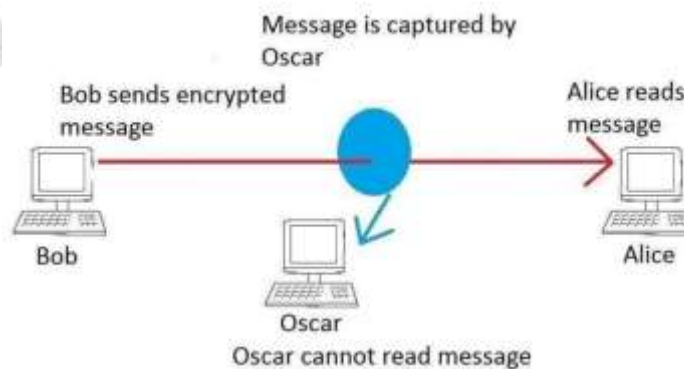 Message is captured by
Oscar
Bob sends encrypted
message
Alice reads
message
Bob
Alice
Oscar
Oscar cannot read message